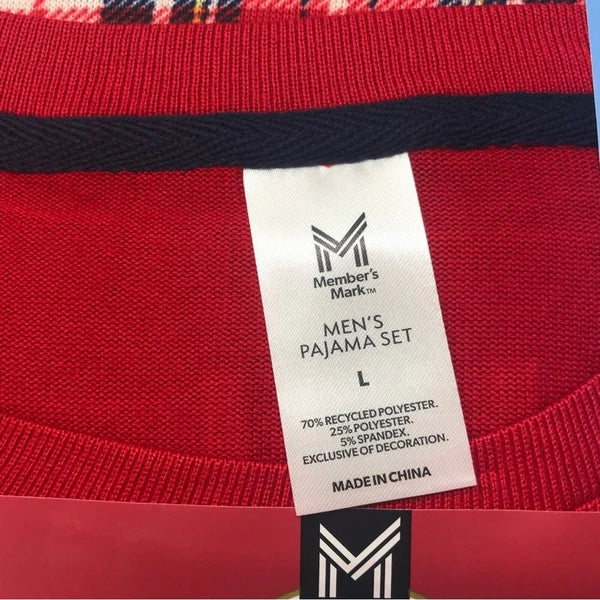 M
Member's
Mark™
MEN'S
PAJAMA SET
L
70% RECYCLED POLYESTER.
25% POLYESTER.
5% SPANDEX.
EXCLUSIVE OF DECORATION.
MADE IN CHINA
M